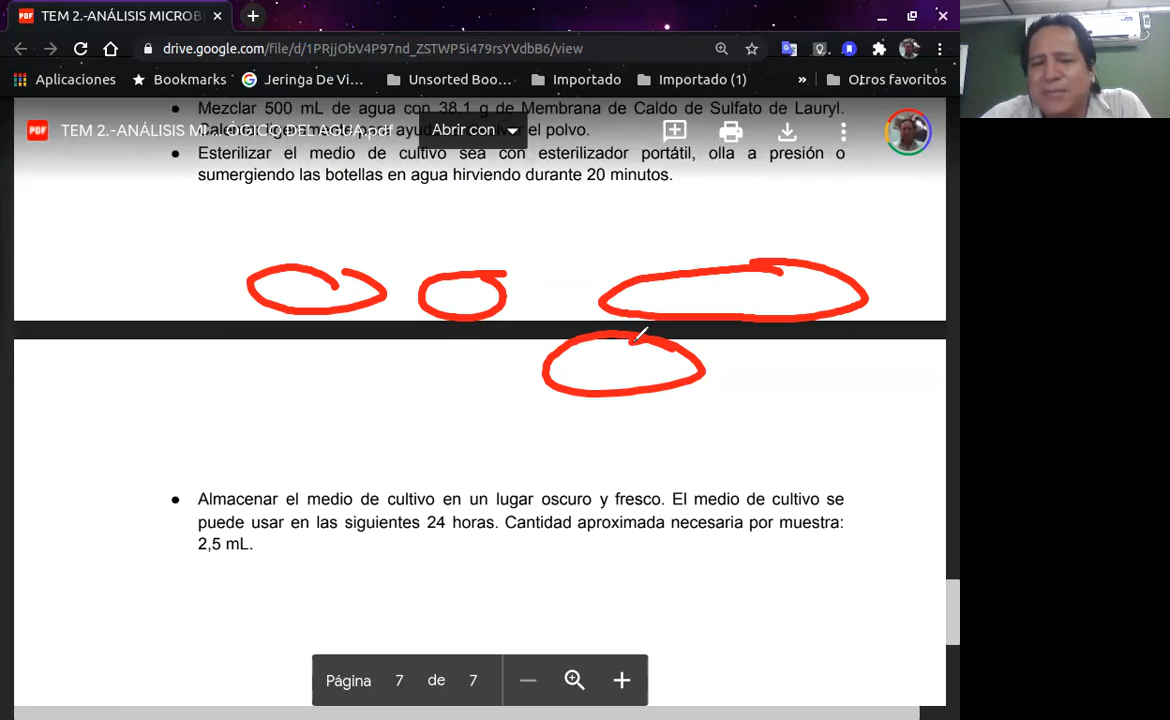 TEM 2.-ANÁLISIS MICROB
drive.google.com/file/d/1PRjjObV4P97nd_ZSTWP5i479rsYVdbB6/view
Aplicaciones Bookmarks Jeringa De Vi... Unsorted Boo... Importado Importado (1) » Otros favoritos
● Mezclar 500 mL de agua con 38.1 g de Membrana de Caldo de Sulfato de Lauryl.
el polvo.
TEM 2.-ANÁLISIS MI...LÓGICO DEL AGUA.pdf Abrir con
● Esterilizar el medio de cultivo sea con esterilizador portátil, olla a presión o
sumergiendo las botellas en agua hirviendo durante 20 minutos.
● Almacenar el medio de cultivo en un lugar oscuro y fresco. El medio de cultivo se
puede usar en las siguientes 24 horas. Cantidad aproximada necesaria por muestra:
2,5 mL.
Página 7 de 7